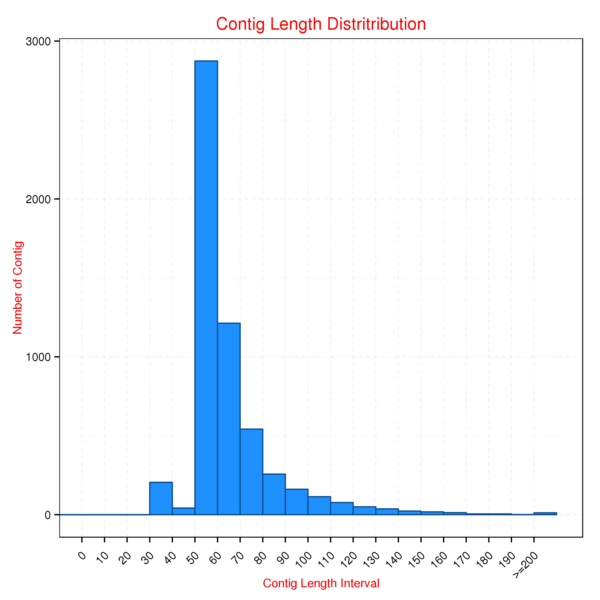 Contig Length Distritribution
3000
2000
1000
0
Number of Contig
0 10 20 30 40 50 60 70 80 90 100 110 120 130 140 150 160 170 180 190 >=200
Contig Length Interval